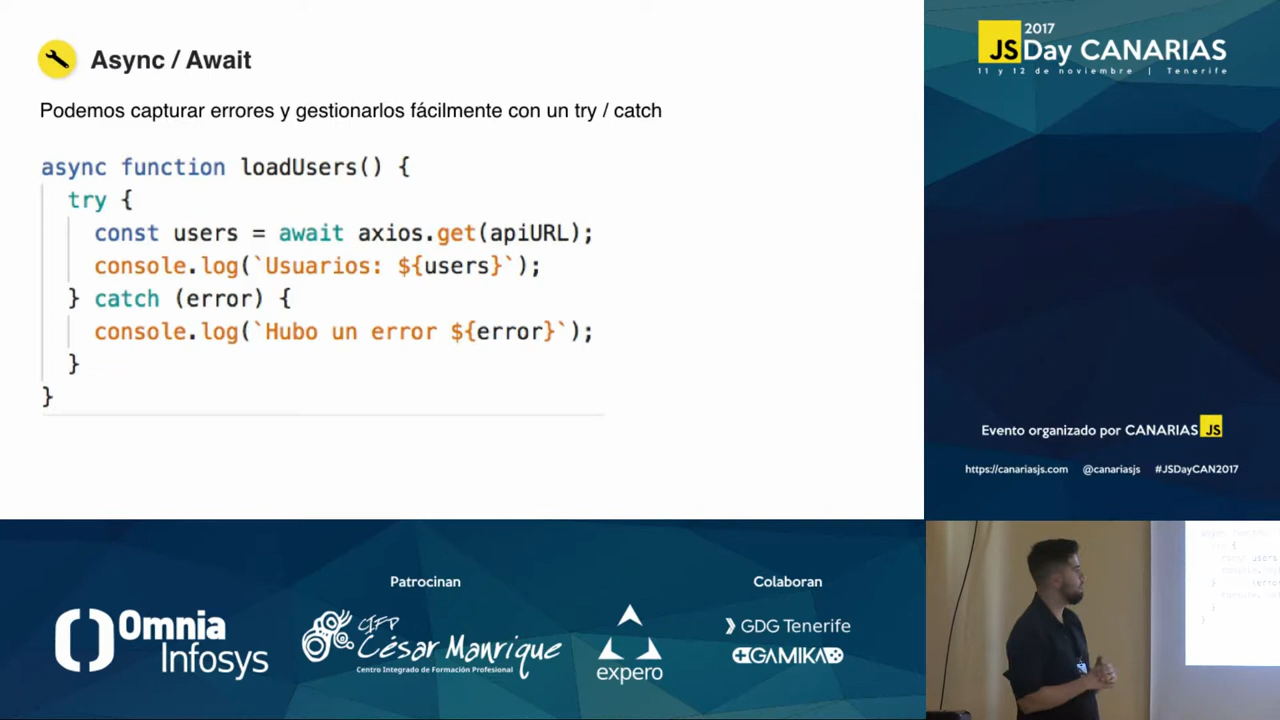 Async / Await
Podemos capturar errores y gestionarlos fácilmente con un try / catch
async function loadUsers() {
try {
const users = await axios.get(apiURL);
console.log(`Usuarios: ${users}`);
} catch (error) {
console.log(`Hubo un error ${error}`);
}
}
2017
JSDay CANARIAS
11 y 12 de noviembre | Tenerife
Evento organizado por CANARIAS JS
https://canariasjs.com @canariasjs #JSDayCAN2017
Patrocinan
Omnia
Infosys
CIFP
César Manrique
Centro Integrado de Formación Profesional
expero
Colaboran
GDG Tenerife
GAMIKA